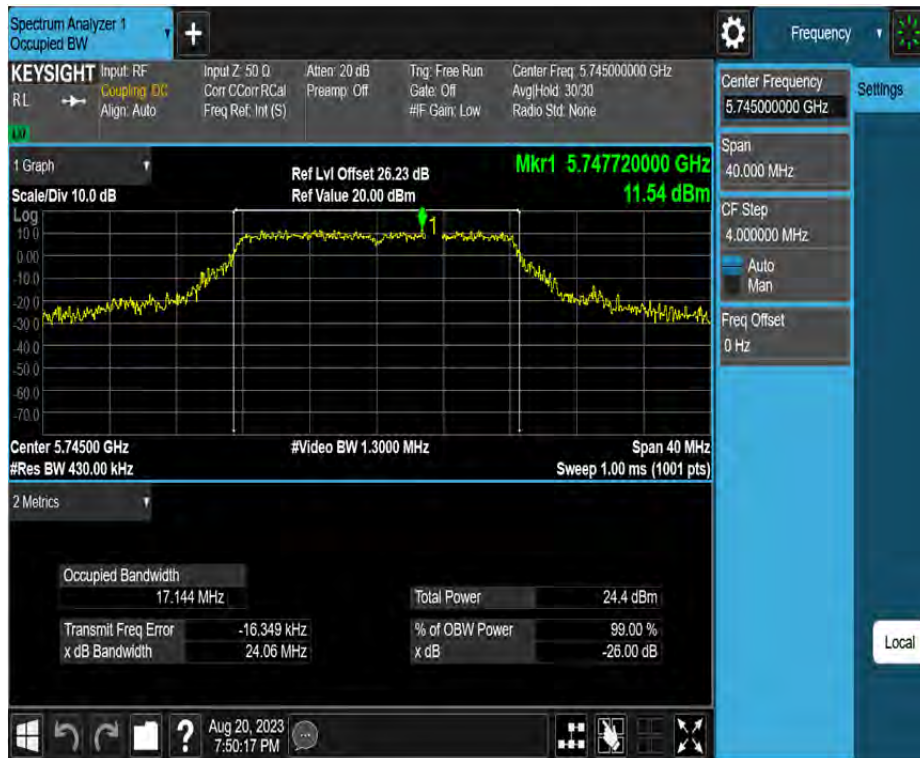 Spectrum Analyzer 1
Occupied BW
+
Frequency
KEYSIGHT
RL
Input: RF
Coupling: DC
Align: Auto
Input Z: 50 Ω
Corr CCorr RCal
Freq Ref: Int (S)
Atten: 20 dB
Preamp: Off
Trig: Free Run
Gate: Off
#IF Gain: Low
Center Freq: 5.745000000 GHz
Avg|Hold: 30/30
Radio Std: None
Center Frequency
5.745000000 GHz
Settings
Span
40.000 MHz
CF Step
4.000000 MHz
Auto
Man
Freq Offset
0 Hz
1 Graph
Scale/Div 10.0 dB
Ref Lvl Offset 26.23 dB
Ref Value 20.00 dBm
Mkr1 5.747720000 GHz
11.54 dBm
Log
10.0
0.00
-10.0
-20.0
-30.0
-40.0
-50.0
-60.0
-70.0
1
Center 5.74500 GHz
#Res BW 430.00 kHz
#Video BW 1.3000 MHz
Span 40 MHz
Sweep 1.00 ms (1001 pts)
2 Metrics
Occupied Bandwidth
17.144 MHz
Total Power 24.4 dBm
Transmit Freq Error -16.349 kHz
% of OBW Power 99.00 %
x dB Bandwidth 24.06 MHz
x dB -26.00 dB
Local
?
Aug 20, 2023
7:50:17 PM